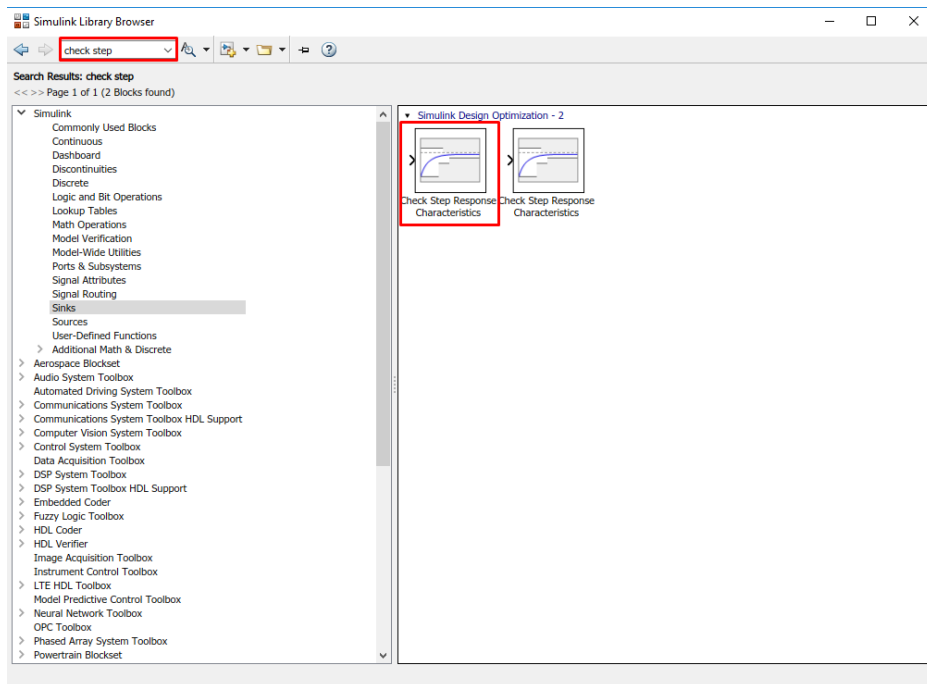 Simulink Library Browser
check step
Search Results: check step
<< >> Page 1 of 1 (2 Blocks found)
Simulink
Commonly Used Blocks
Continuous
Dashboard
Discontinuities
Discrete
Logic and Bit Operations
Lookup Tables
Math Operations
Model Verification
Model-Wide Utilities
Ports & Subsystems
Signal Attributes
Signal Routing
Sinks
Sources
User-Defined Functions
Additional Math & Discrete
Aerospace Blockset
Audio System Toolbox
Automated Driving System Toolbox
Communications System Toolbox
Communications System Toolbox HDL Support
Computer Vision System Toolbox
Control System Toolbox
Data Acquisition Toolbox
DSP System Toolbox
DSP System Toolbox HDL Support
Embedded Coder
Fuzzy Logic Toolbox
HDL Coder
HDL Verifier
Image Acquisition Toolbox
Instrument Control Toolbox
LTE HDL Toolbox
Model Predictive Control Toolbox
Neural Network Toolbox
OPC Toolbox
Phased Array System Toolbox
Powertrain Blockset
Simulink Design Optimization - 2
Check Step Response
Characteristics
Check Step Response
Characteristics